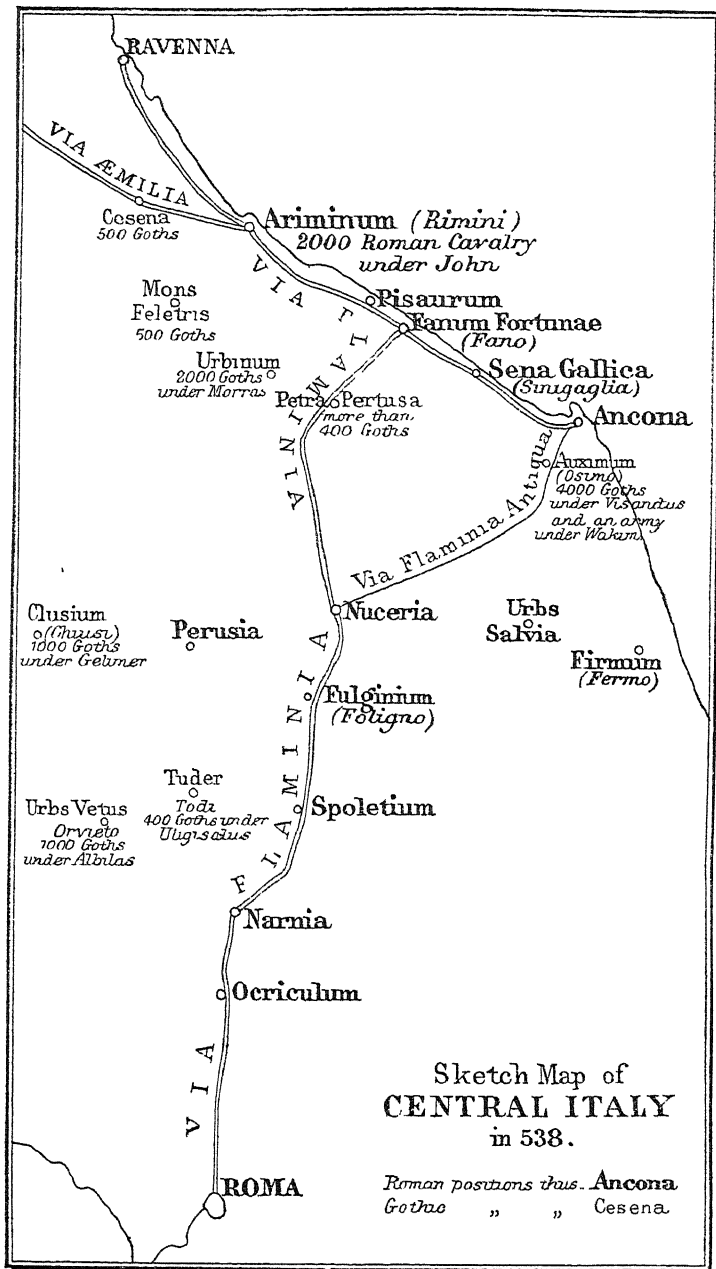 RAVENNA
VIA ÆMILIA
Cesena
500 Goths
Ariminum (Rimini)
2000 Roman Cavalry
under John
VIA FLAMINIA
Mons
Feletris
500 Goths
Pisaurum
Fanum Fortunae
(Fano)
Urbinum
2000 Goths
under Morras
Sena Gallica
(Sinigaglia)
Petra Pertusa
more than
400 Goths
Ancona
Auximum
(Osimo)
4000 Goths
under Visandus
and an army
under Wakim
Via Flaminia Antiqua
Nuceria
Clusium
(Chiusi)
1000 Goths
under Gelimer
Perusia
Urbs
Salvia
Firmum
(Fermo)
Fulginium
(Foligno)
FLAMINIA
Tuder
Todi
400 Goths under
Uligisalus
Spoletium
Urbs Vetus
Orvieto
1000 Goths
under Albilas
Narnia
Ocriculum
VIA
ROMA
Sketch Map of
CENTRAL ITALY
in 538.
Roman positions thus.. Ancona
Gothic „ „ Cesena